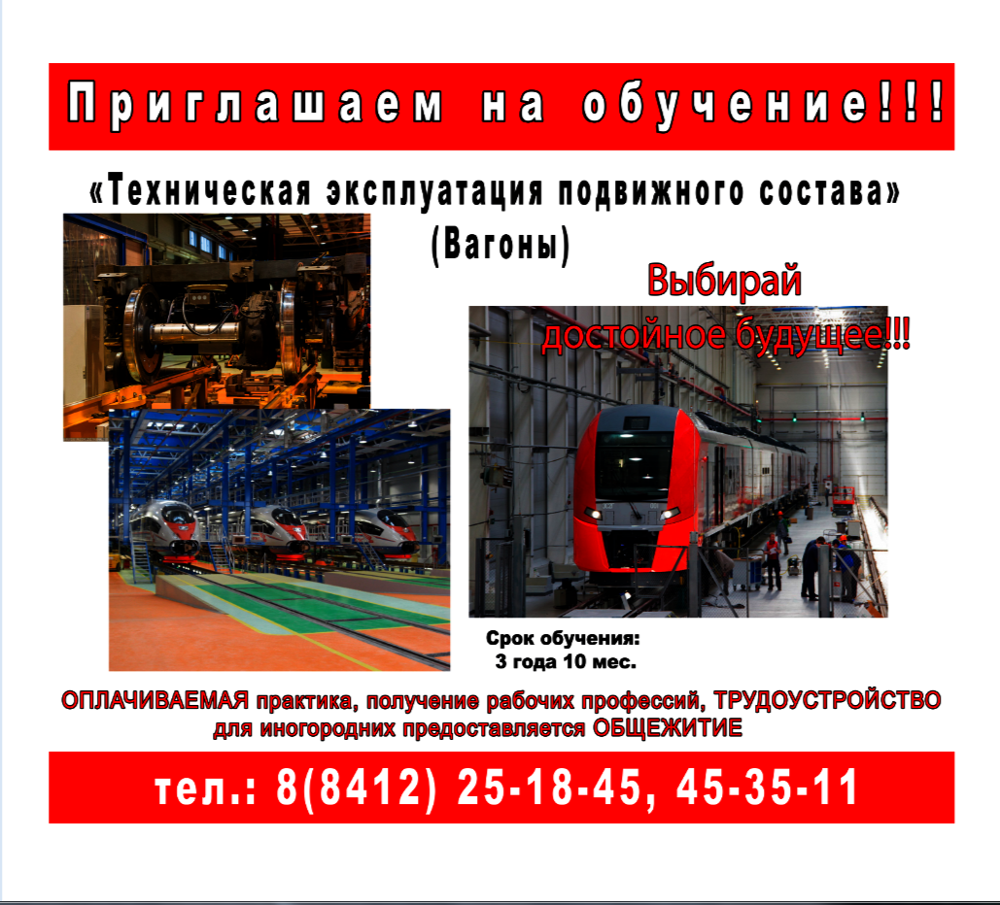 Приглашаем на обучение!!!
«Техническая эксплуатация подвижного состава»
(Вагоны)
Выбирай
достойное будущее!!!
Срок обучения:
3 года 10 мес.
ОПЛАЧИВАЕМАЯ практика, получение рабочих профессий, ТРУДОУСТРОЙСТВО
для иногородних предоставляется ОБЩЕЖИТИЕ
тел.: 8(8412) 25-18-45, 45-35-11